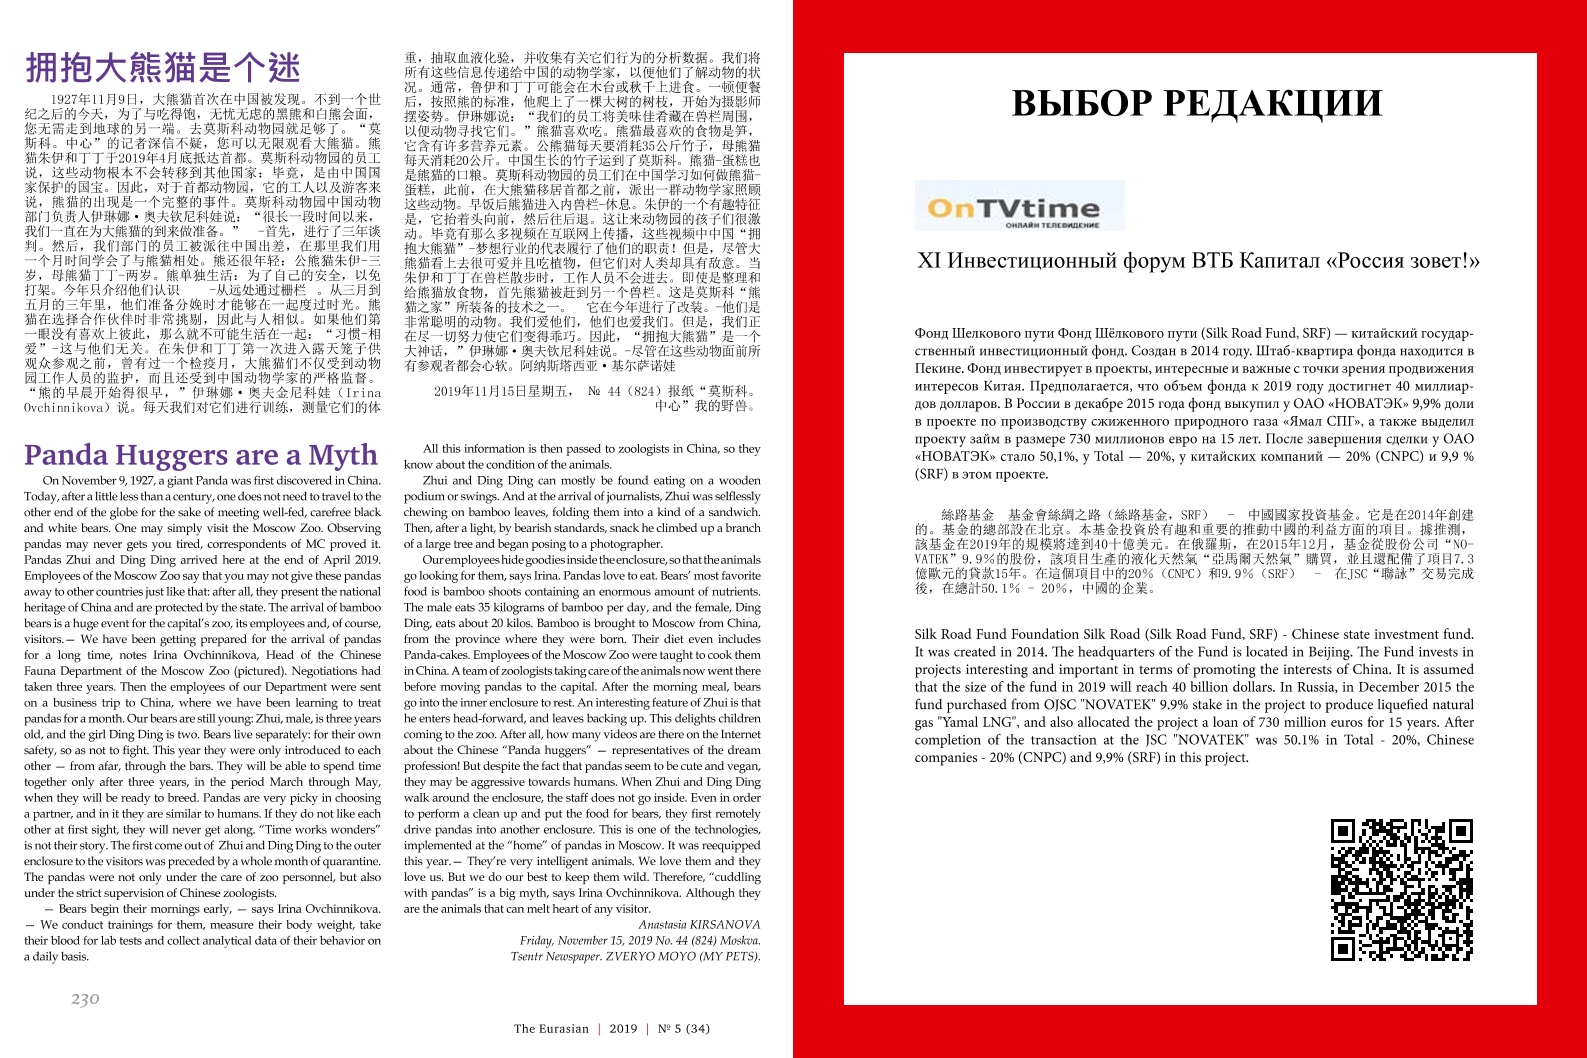 拥抱大熊猫是个迷
1927年11月9日，大熊猫首次在中国被发现。不到一个世
纪之后的今天，为了与吃得饱，无忧无虑的黑熊和白熊会面，
您无需走到地球的另一端。去莫斯科动物园就足够了。“莫
斯科。中心”的记者深信不疑，您可以无限观看大熊猫。熊
猫朱伊和丁丁于2019年4月底抵达首都。莫斯科动物园的员工
说，这些动物根本不会转移到其他国家：毕竟，是由中国国
家保护的国宝。因此，对于首都动物园，它的工人以及游客来
说，熊猫的出现是一个完整的事件。莫斯科动物园中国动物
部门负责人伊琳娜·奥夫钦尼科娃说：“很长一段时间以来，
我们一直在为大熊猫的到来做准备。” -首先，进行了三年谈
判。然后，我们部门的员工被派往中国出差，在那里我们用
一个月时间学会了与熊猫相处。熊还很年轻：公熊猫朱伊-三
岁，母熊猫丁丁-两岁。熊单独生活：为了自己的安全，以免
打架。今年只介绍他们认识 -从远处通过栅栏 。从三月到
五月的三年里，他们准备分娩时才能够在一起度过时光。熊
猫在选择合作伙伴时非常挑剔，因此与人相似。如果他们第
一眼没有喜欢上彼此，那么就不可能生活在一起：“习惯-相
爱”-这与他们无关。在朱伊和丁丁第一次进入露天笼子供
观众参观之前，曾有过一个检疫月，大熊猫们不仅受到动物
园工作人员的监护，而且还受到中国动物学家的严格监督。
“熊的早晨开始得很早，”伊琳娜·奥夫金尼科娃（Irina
Ovchinnikova）说。每天我们对它们进行训练，测量它们的体
重，抽取血液化验，并收集有关它们行为的分析数据。我们将
所有这些信息传递给中国的动物学家，以便他们了解动物的状
况。通常，鲁伊和丁丁可能会在木台或秋千上进食。一顿便餐
后，按照熊的标准，他爬上了一棵大树的树枝，开始为摄影师
摆姿势。伊琳娜说：“我们的员工将美味佳肴藏在兽栏周围，
以便动物寻找它们。”熊猫喜欢吃。熊猫最喜欢的食物是笋，
它含有许多营养元素。公熊猫每天要消耗35公斤竹子，母熊猫
每天消耗20公斤。中国生长的竹子运到了莫斯科。熊猫-蛋糕也
是熊猫的口粮。莫斯科动物园的员工们在中国学习如何做熊猫-
蛋糕，此前，在大熊猫移居首都之前，派出一群动物学家照顾
这些动物。早饭后熊猫进入内兽栏-休息。朱伊的一个有趣特征
是，它抬着头向前，然后往后退。这让来动物园的孩子们很激
动。毕竟有那么多视频在互联网上传播，这些视频中中国“拥
抱大熊猫”-梦想行业的代表履行了他们的职责！但是，尽管大
熊猫看上去很可爱并且吃植物，但它们对人类却具有敌意。当
朱伊和丁丁在兽栏散步时，工作人员不会进去。即使是整理和
给熊猫放食物，首先熊猫被赶到另一个兽栏。这是莫斯科“熊
猫之家”所装备的技术之一。 它在今年进行了改装。-他们是
非常聪明的动物。我们爱他们，他们也爱我们。但是，我们正
在尽一切努力使它们变得乖巧。因此，“拥抱大熊猫”是一个
大神话，”伊琳娜·奥夫钦尼科娃说。-尽管在这些动物面前所
有参观者都会心软。阿纳斯塔西亚·基尔萨诺娃
2019年11月15日星期五， № 44（824）报纸“莫斯科。
中心”我的野兽。
Panda Huggers are a Myth
On November 9, 1927, a giant Panda was first discovered in China.
Today, after a little less than a century, one does not need to travel to the
other end of the globe for the sake of meeting well-fed, carefree black
and white bears. One may simply visit the Moscow Zoo. Observing
pandas may never gets you tired, correspondents of MC proved it.
Pandas Zhui and Ding Ding arrived here at the end of April 2019.
Employees of the Moscow Zoo say that you may not give these pandas
away to other countries just like that: after all, they present the national
heritage of China and are protected by the state. The arrival of bamboo
bears is a huge event for the capital's zoo, its employees and, of course,
visitors.— We have been getting prepared for the arrival of pandas
for a long time, notes Irina Ovchinnikova, Head of the Chinese
Fauna Department of the Moscow Zoo (pictured). Negotiations had
taken three years. Then the employees of our Department were sent
on a business trip to China, where we have been learning to treat
pandas for a month. Our bears are still young: Zhui, male, is three years
old, and the girl Ding Ding is two. Bears live separately: for their own
safety, so as not to fight. This year they were only introduced to each
other — from afar, through the bars. They will be able to spend time
together only after three years, in the period March through May,
when they will be ready to breed. Pandas are very picky in choosing
a partner, and in it they are similar to humans. If they do not like each
other at first sight, they will never get along. “Time works wonders”
is not their story. The first come out of Zhui and Ding Ding to the outer
enclosure to the visitors was preceded by a whole month of quarantine.
The pandas were not only under the care of zoo personnel, but also
under the strict supervision of Chinese zoologists.
— Bears begin their mornings early, — says Irina Ovchinnikova.
— We conduct trainings for them, measure their body weight, take
their blood for lab tests and collect analytical data of their behavior on
a daily basis.
All this information is then passed to zoologists in China, so they
know about the condition of the animals.
Zhui and Ding Ding can mostly be found eating on a wooden
podium or swings. And at the arrival of journalists, Zhui was selflessly
chewing on bamboo leaves, folding them into a kind of a sandwich.
Then, after a light, by bearish standards, snack he climbed up a branch
of a large tree and began posing to a photographer.
Our employees hide goodies inside the enclosure, so that the animals
go looking for them, says Irina. Pandas love to eat. Bears' most favorite
food is bamboo shoots containing an enormous amount of nutrients.
The male eats 35 kilograms of bamboo per day, and the female, Ding
Ding, eats about 20 kilos. Bamboo is brought to Moscow from China,
from the province where they were born. Their diet even includes
Panda-cakes. Employees of the Moscow Zoo were taught to cook them
in China. A team of zoologists taking care of the animals now went there
before moving pandas to the capital. After the morning meal, bears
go into the inner enclosure to rest. An interesting feature of Zhui is that
he enters head-forward, and leaves backing up. This delights children
coming to the zoo. After all, how many videos are there on the Internet
about the Chinese “Panda huggers” — representatives of the dream
profession! But despite the fact that pandas seem to be cute and vegan,
they may be aggressive towards humans. When Zhui and Ding Ding
walk around the enclosure, the staff does not go inside. Even in order
to perform a clean up and put the food for bears, they first remotely
drive pandas into another enclosure. This is one of the technologies,
implemented at the “home” of pandas in Moscow. It was reequipped
this year.— They're very intelligent animals. We love them and they
love us. But we do our best to keep them wild. Therefore, “cuddling
with pandas” is a big myth, says Irina Ovchinnikova. Although they
are the animals that can melt heart of any visitor.
Anastasia KIRSANOVA
Friday, November 15, 2019 No. 44 (824) Moskva.
Tsentr Newspaper. ZVERYO MOYO (MY PETS).
230
The Eurasian | 2019 | № 5 (34)
ВЫБОР РЕДАКЦИИ
OnTVtime
ОНЛАЙН ТЕЛЕВИДЕНИЕ
XI Инвестиционный форум ВТБ Капитал «Россия зовет!»
Фонд Шелкового пути Фонд Шёлкового пути (Silk Road Fund, SRF) — китайский государ-
ственный инвестиционный фонд. Создан в 2014 году. Штаб-квартира фонда находится в
Пекине. Фонд инвестирует в проекты, интересные и важные с точки зрения продвижения
интересов Китая. Предполагается, что объем фонда к 2019 году достигнет 40 миллиар-
дов долларов. В России в декабре 2015 года фонд выкупил у ОАО «НОВАТЭК» 9,9% доли
в проекте по производству сжиженного природного газа «Ямал СПГ», а также выделил
проекту займ в размере 730 миллионов евро на 15 лет. После завершения сделки у ОАО
«НОВАТЭК» стало 50,1%, у Total — 20%, у китайских компаний — 20% (CNPC) и 9,9 %
(SRF) в этом проекте.
絲路基金 基金會絲綢之路（絲路基金，SRF） - 中國國家投資基金。它是在2014年創建
的。基金的總部設在北京。本基金投資於有趣和重要的推動中國的利益方面的項目。據推測，
該基金在2019年的規模將達到40十億美元。在俄羅斯，在2015年12月，基金從股份公司“NO-
VATEK”9.9％的股份，該項目生產的液化天然氣“亞馬爾天然氣”購買，並且還配備了項目7.3
億歐元的貸款15年。在這個項目中的20％（CNPC）和9.9％（SRF） - 在JSC“聯詠”交易完成
後，在總計50.1％ - 20％，中國的企業。
Silk Road Fund Foundation Silk Road (Silk Road Fund, SRF) - Chinese state investment fund.
It was created in 2014. The headquarters of the Fund is located in Beijing. The Fund invests in
projects interesting and important in terms of promoting the interests of China. It is assumed
that the size of the fund in 2019 will reach 40 billion dollars. In Russia, in December 2015 the
fund purchased from OJSC "NOVATEK" 9.9% stake in the project to produce liquefied natural
gas "Yamal LNG", and also allocated the project a loan of 730 million euros for 15 years. After
completion of the transaction at the JSC "NOVATEK" was 50.1% in Total - 20%, Chinese
companies - 20% (CNPC) and 9,9% (SRF) in this project.